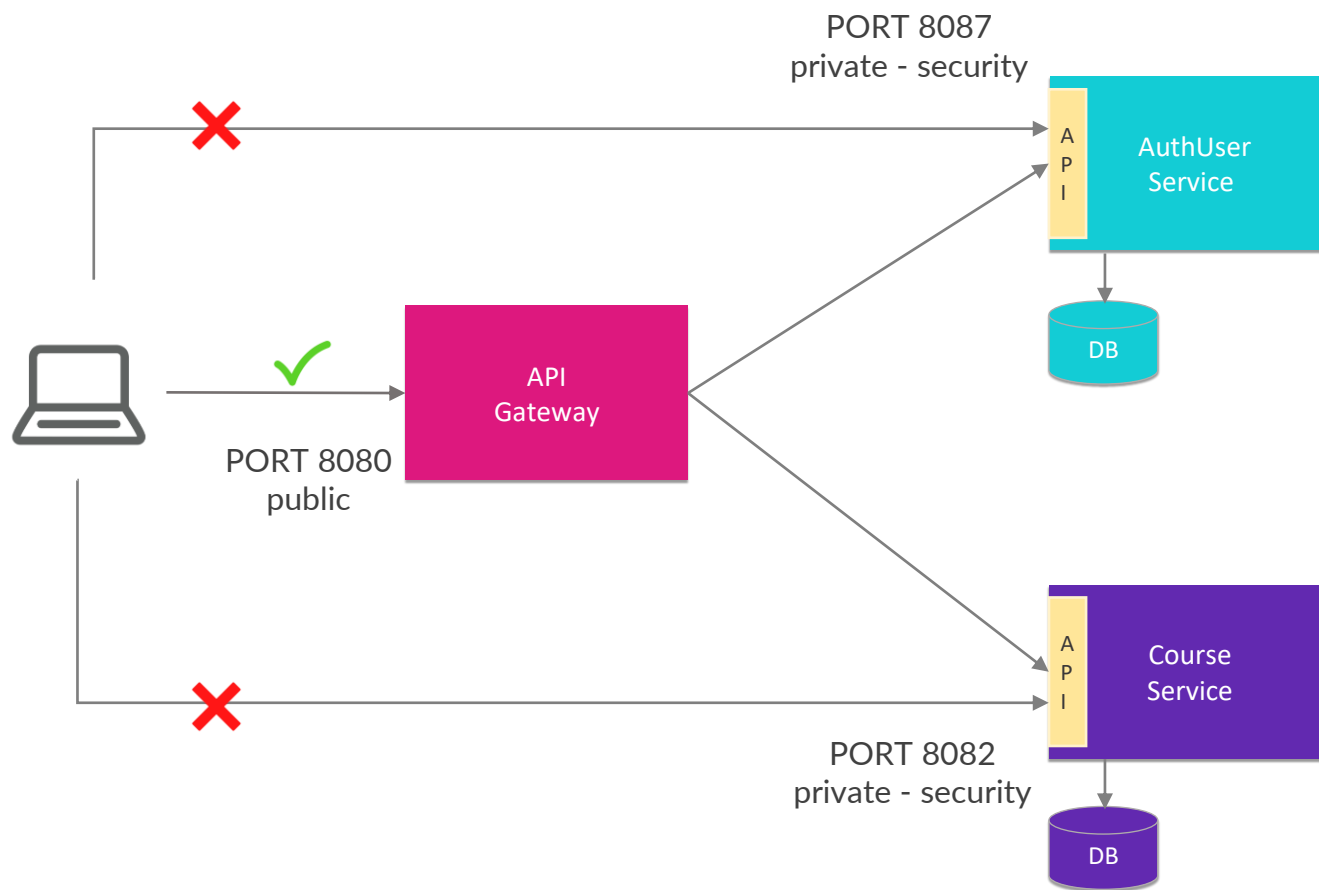 PORT 8087
private - security
A
P
I
AuthUser
Service
DB
API
Gateway
PORT 8080
public
A
P
I
Course
Service
PORT 8082
private - security
DB